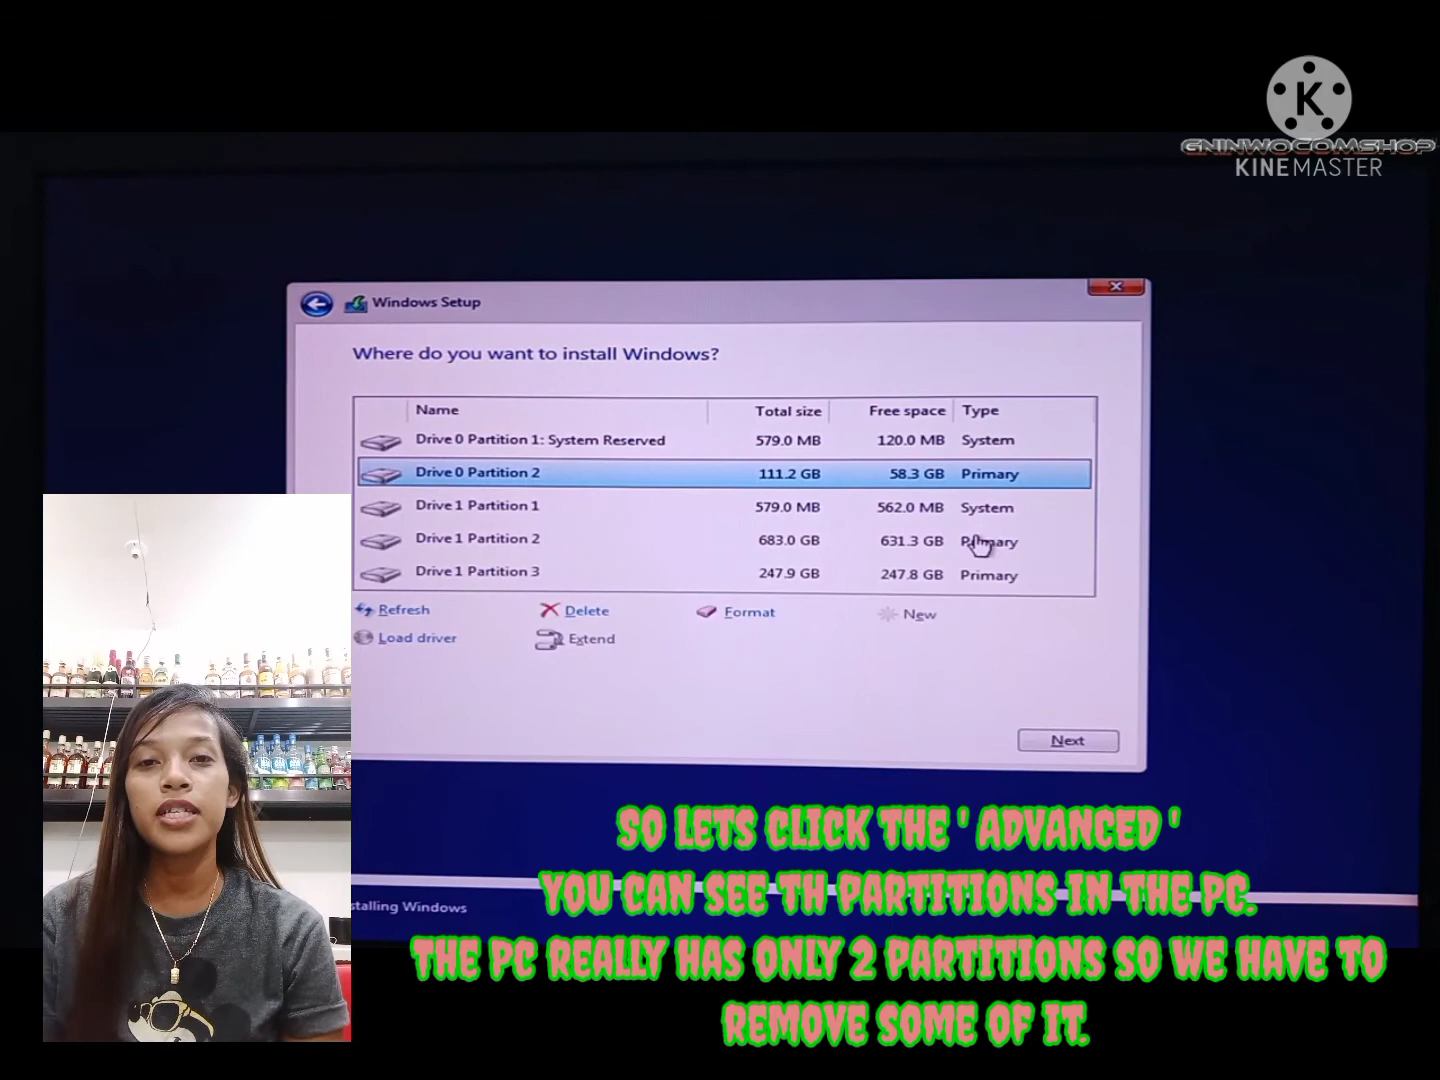 K
GNINWOCOMSHOP
KINEMASTER
Windows Setup
Where do you want to install Windows?
Name Total size Free space Type
Drive 0 Partition 1: System Reserved 579.0 MB 120.0 MB System
Drive 0 Partition 2 111.2 GB 58.3 GB Primary
Drive 1 Partition 1 579.0 MB 562.0 MB System
Drive 1 Partition 2 683.0 GB 631.3 GB Primary
Drive 1 Partition 3 247.9 GB 247.8 GB Primary
Refresh Delete Format New
Load driver Extend
Next
SO LETS CLICK THE ' ADVANCED '
YOU CAN SEE TH PARTITIONS IN THE PC.
stalling Windows
THE PC REALLY HAS ONLY 2 PARTITIONS SO WE HAVE TO
REMOVE SOME OF IT.